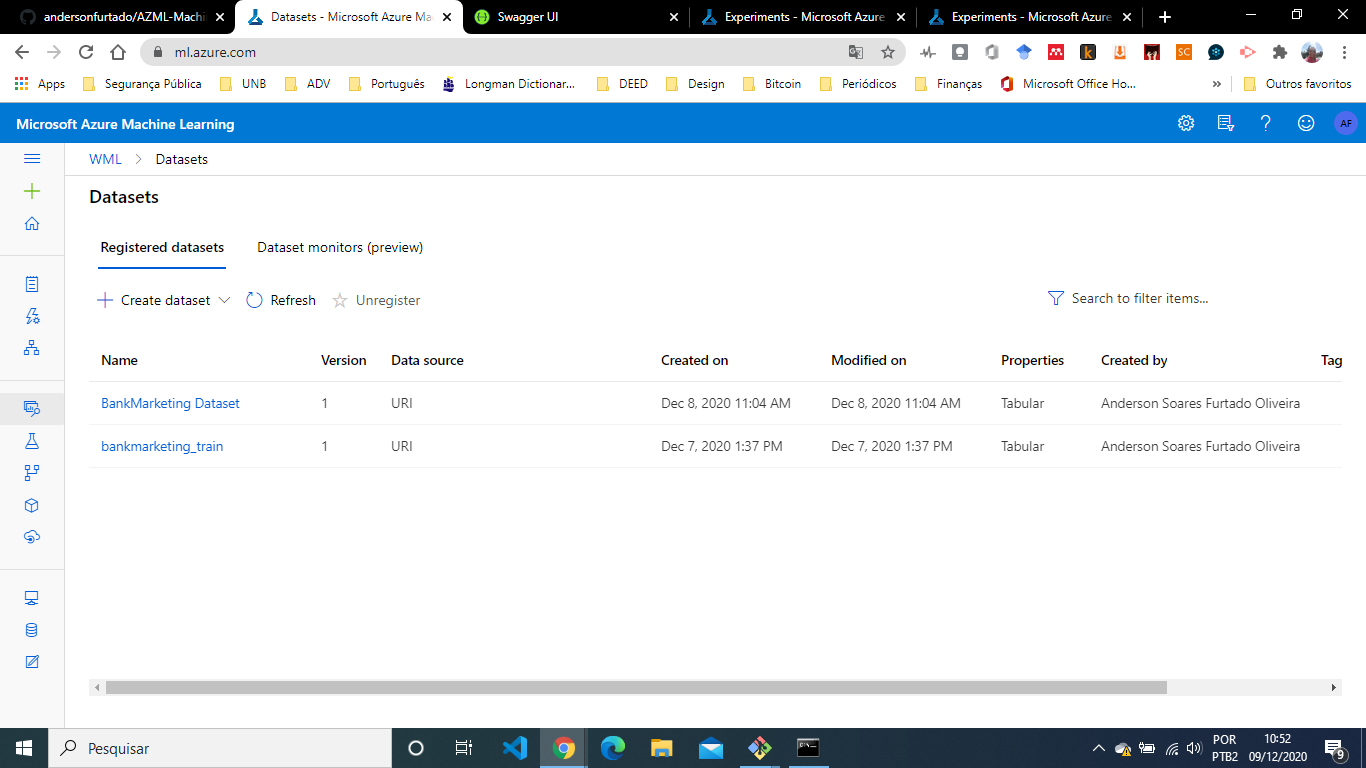 andersonfurtado/AZML-Machi
Datasets - Microsoft Azure Ma
Swagger UI
Experiments - Microsoft Azure
Experiments - Microsoft Azure
ml.azure.com
Apps Segurança Pública UNB ADV Português Longman Dictionar... DEED Design Bitcoin Periódicos Finanças Microsoft Office Ho... » Outros favoritos
Microsoft Azure Machine Learning
AF
WML > Datasets
Datasets
Registered datasets Dataset monitors (preview)
Create dataset Refresh Unregister Search to filter items...
Name Version Data source Created on Modified on Properties Created by Tag
BankMarketing Dataset 1 URI Dec 8, 2020 11:04 AM Dec 8, 2020 11:04 AM Tabular Anderson Soares Furtado Oliveira
bankmarketing_train 1 URI Dec 7, 2020 1:37 PM Dec 7, 2020 1:37 PM Tabular Anderson Soares Furtado Oliveira
Pesquisar
POR
PTB2
10:52
09/12/2020
9